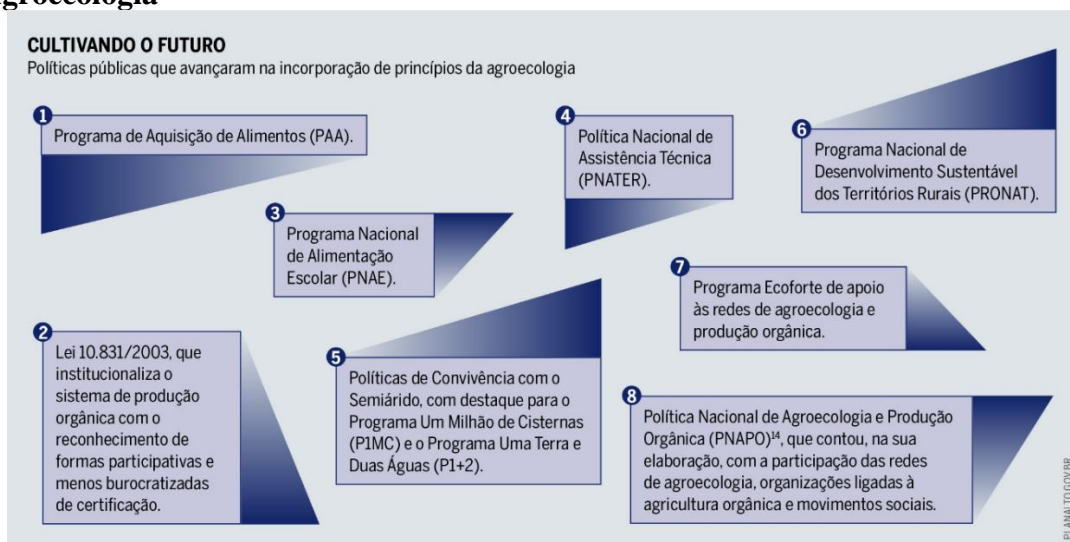 CULTIVANDO O FUTURO
Políticas públicas que avançaram na incorporação de princípios da agroecologia
1
Programa de Aquisição de Alimentos (PAA).
2
Lei 10.831/2003, que
institucionaliza o
sistema de produção
orgânica com o
reconhecimento de
formas participativas e
menos burocratizadas
de certificação.
3
Programa Nacional
de Alimentação
Escolar (PNAE).
4
Política Nacional de
Assistência Técnica
(PNATER).
5
Políticas de Convivência com o
Semiárido, com destaque para o
Programa Um Milhão de Cisternas
(P1MC) e o Programa Uma Terra e
Duas Águas (P1+2).
6
Programa Nacional de
Desenvolvimento Sustentável
dos Territórios Rurais (PRONAT).
7
Programa Ecoforte de apoio
às redes de agroecologia e
produção orgânica.
8
Política Nacional de Agroecologia e Produção
Orgânica (PNAPO)¹⁴, que contou, na sua
elaboração, com a participação das redes
de agroecologia, organizações ligadas à
agricultura orgânica e movimentos sociais.
PLANALTO.GOV.BR